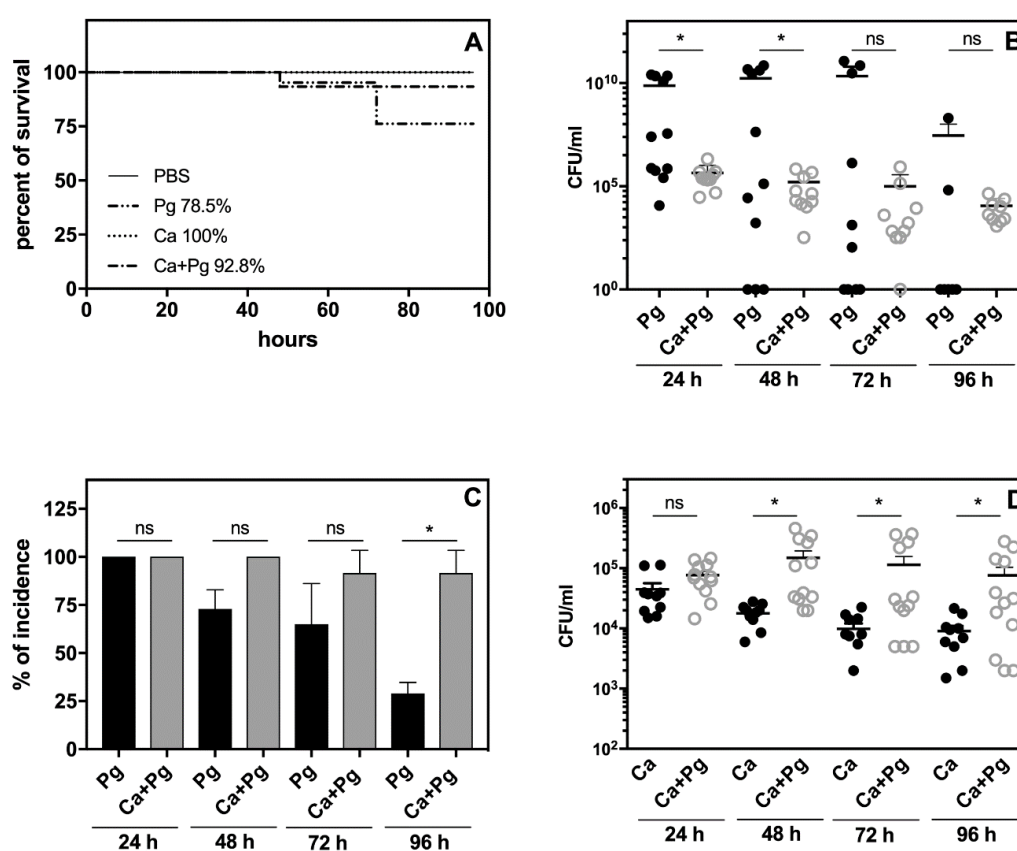 A
percent of survival
100
75
50
25
0
PBS
Pg 78.5%
Ca 100%
Ca+Pg 92.8%
0 20 40 60 80 100
hours
B
CFU/ml
10¹⁰
10⁵
10⁰
* * ns ns
Pg Ca+Pg Pg Ca+Pg Pg Ca+Pg Pg Ca+Pg
24 h 48 h 72 h 96 h
C
% of incidence
125
100
75
50
25
0
ns ns ns *
Pg Ca+Pg Pg Ca+Pg Pg Ca+Pg Pg Ca+Pg
24 h 48 h 72 h 96 h
D
CFU/ml
10⁶
10⁵
10⁴
10³
10²
ns * * *
Ca Ca+Pg Ca Ca+Pg Ca Ca+Pg Ca Ca+Pg
24 h 48 h 72 h 96 h